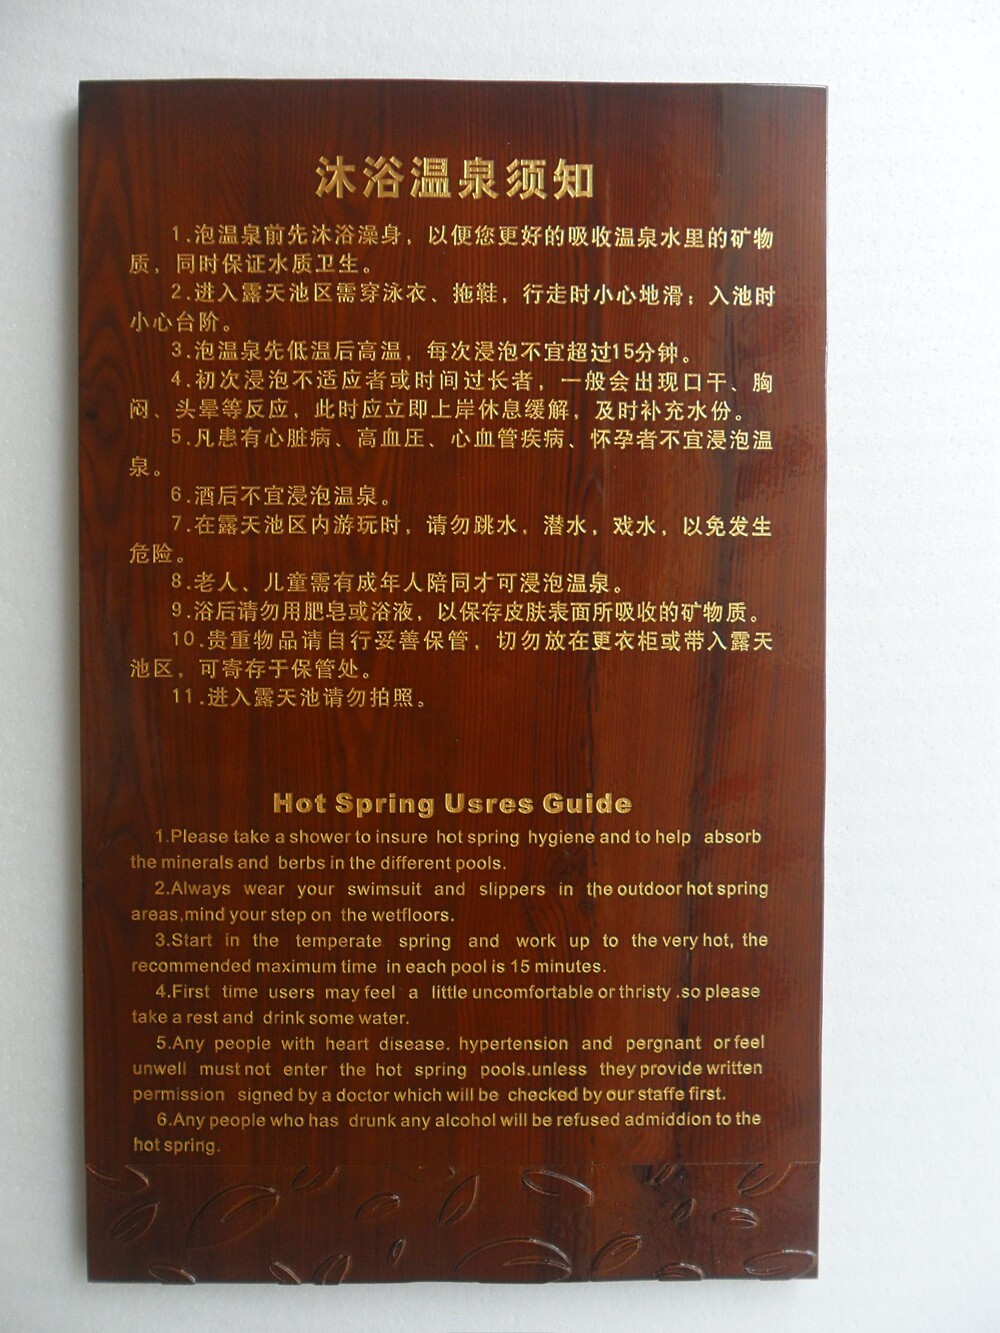 沐浴温泉须知
1.泡温泉前先沐浴澡身，以便您更好的吸收温泉水里的矿物
质，同时保证水质卫生。
2.进入露天池区需穿泳衣、拖鞋，行走时小心地滑；入池时
小心台阶。
3.泡温泉先低温后高温，每次浸泡不宜超过15分钟。
4.初次浸泡不适应者或时间过长者，一般会出现口干、胸
闷、头晕等反应，此时应立即上岸休息缓解，及时补充水份。
5.凡患有心脏病、高血压、心血管疾病、怀孕者不宜浸泡温
泉。
6.酒后不宜浸泡温泉。
7.在露天池区内游玩时，请勿跳水，潜水，戏水，以免发生
危险。
8.老人、儿童需有成年人陪同才可浸泡温泉。
9.浴后请勿用肥皂或浴液，以保存皮肤表面所吸收的矿物质。
10.贵重物品请自行妥善保管，切勿放在更衣柜或带入露天
池区，可寄存于保管处。
11.进入露天池请勿拍照。
Hot Spring Usres Guide
1.Please take a shower to insure hot spring hygiene and to help absorb
the minerals and berbs in the different pools.
2.Always wear your swimsuit and slippers in the outdoor hot spring
areas,mind your step on the wetfloors.
3.Start in the temperate spring and work up to the very hot, the
recommended maximum time in each pool is 15 minutes.
4.First time users may feel a little uncomfortable or thristy .so please
take a rest and drink some water.
5.Any people with heart disease. hypertension and pergnant or feel
unwell must not enter the hot spring pools.unless they provide written
permission signed by a doctor which will be checked by our staffe first.
6.Any people who has drunk any alcohol will be refused admiddion to the
hot spring.